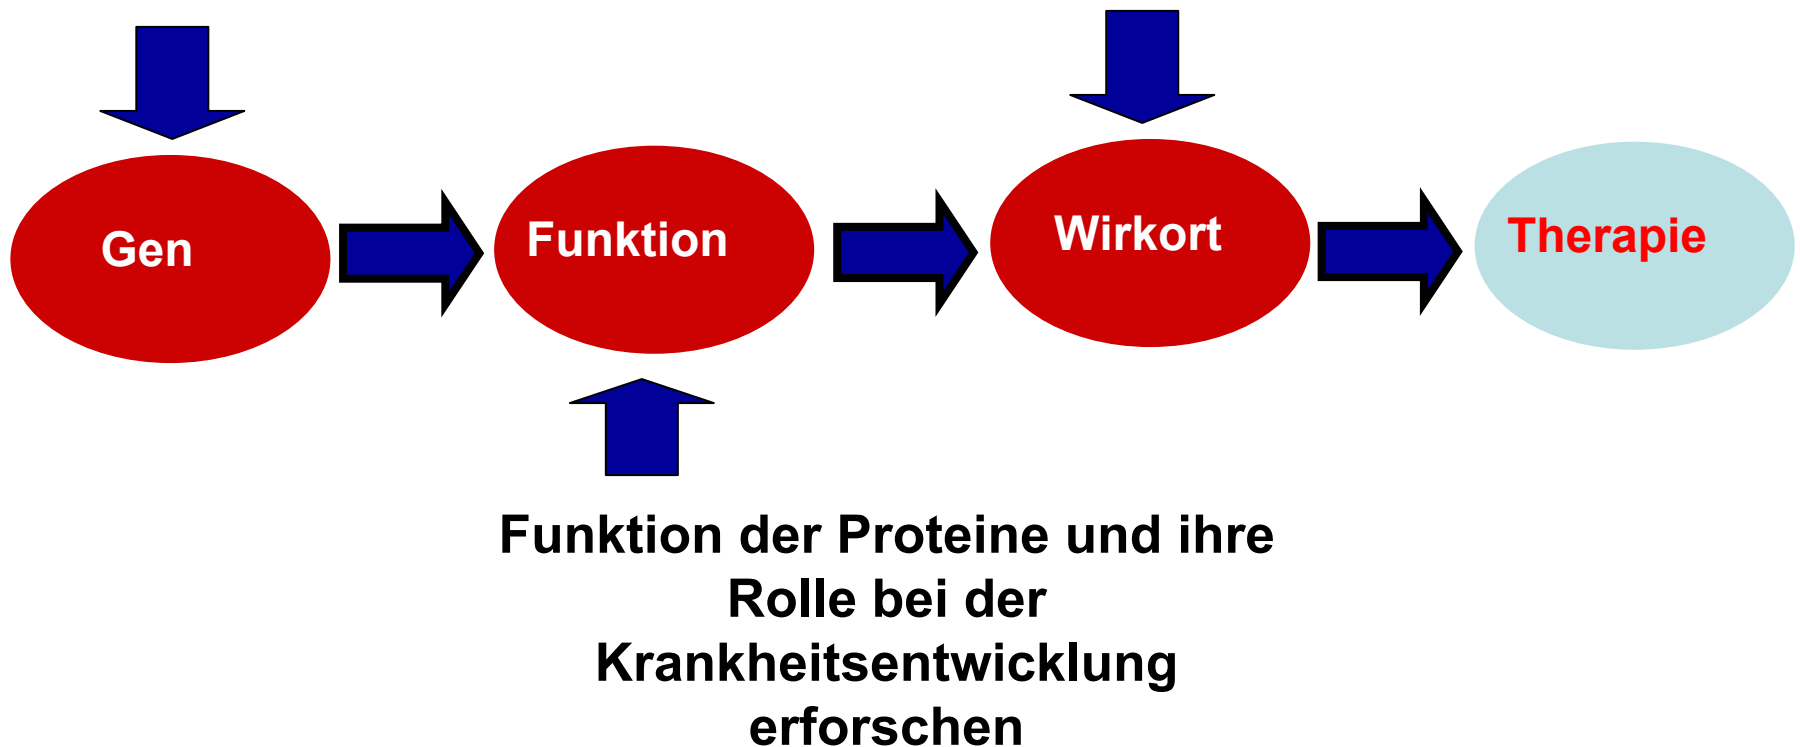 Gen
Funktion
Wirkort
Therapie
Funktion der Proteine und ihre
Rolle bei der
Krankheitsentwicklung
erforschen